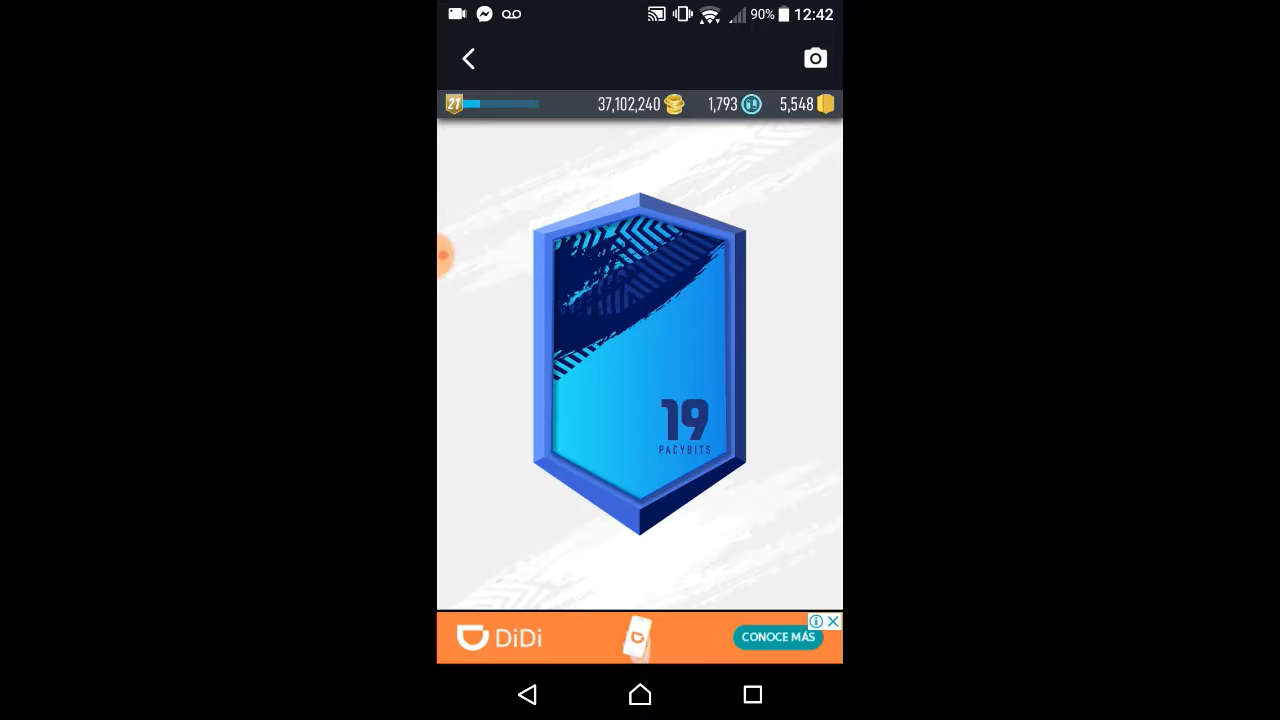 90% 12:42
21 37,102,240 1,793 5,548
19
PACYBITS
DiDi CONOCE MÁS